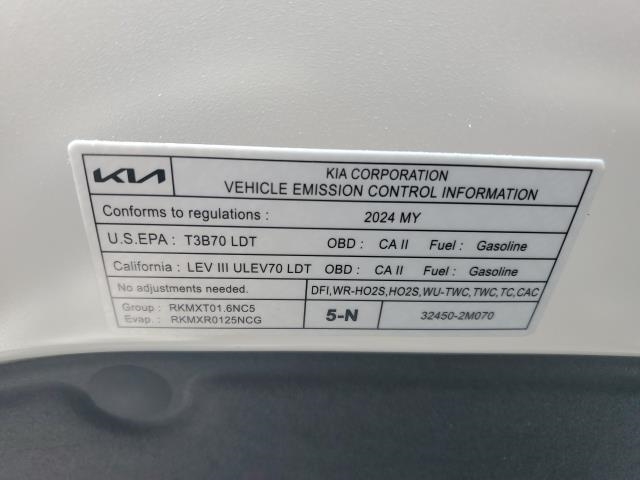 KIA
KIA CORPORATION
VEHICLE EMISSION CONTROL INFORMATION
Conforms to regulations : 2024 MY
U.S.EPA : T3B70 LDT OBD : CA II Fuel : Gasoline
California : LEV III ULEV70 LDT OBD : CA II Fuel : Gasoline
No adjustments needed. DFI,WR-HO2S,HO2S,WU-TWC,TWC,TC,CAC
Group : RKMXT01.6NC5
Evap : RKMXR0125NCG
5-N 32450-2M070